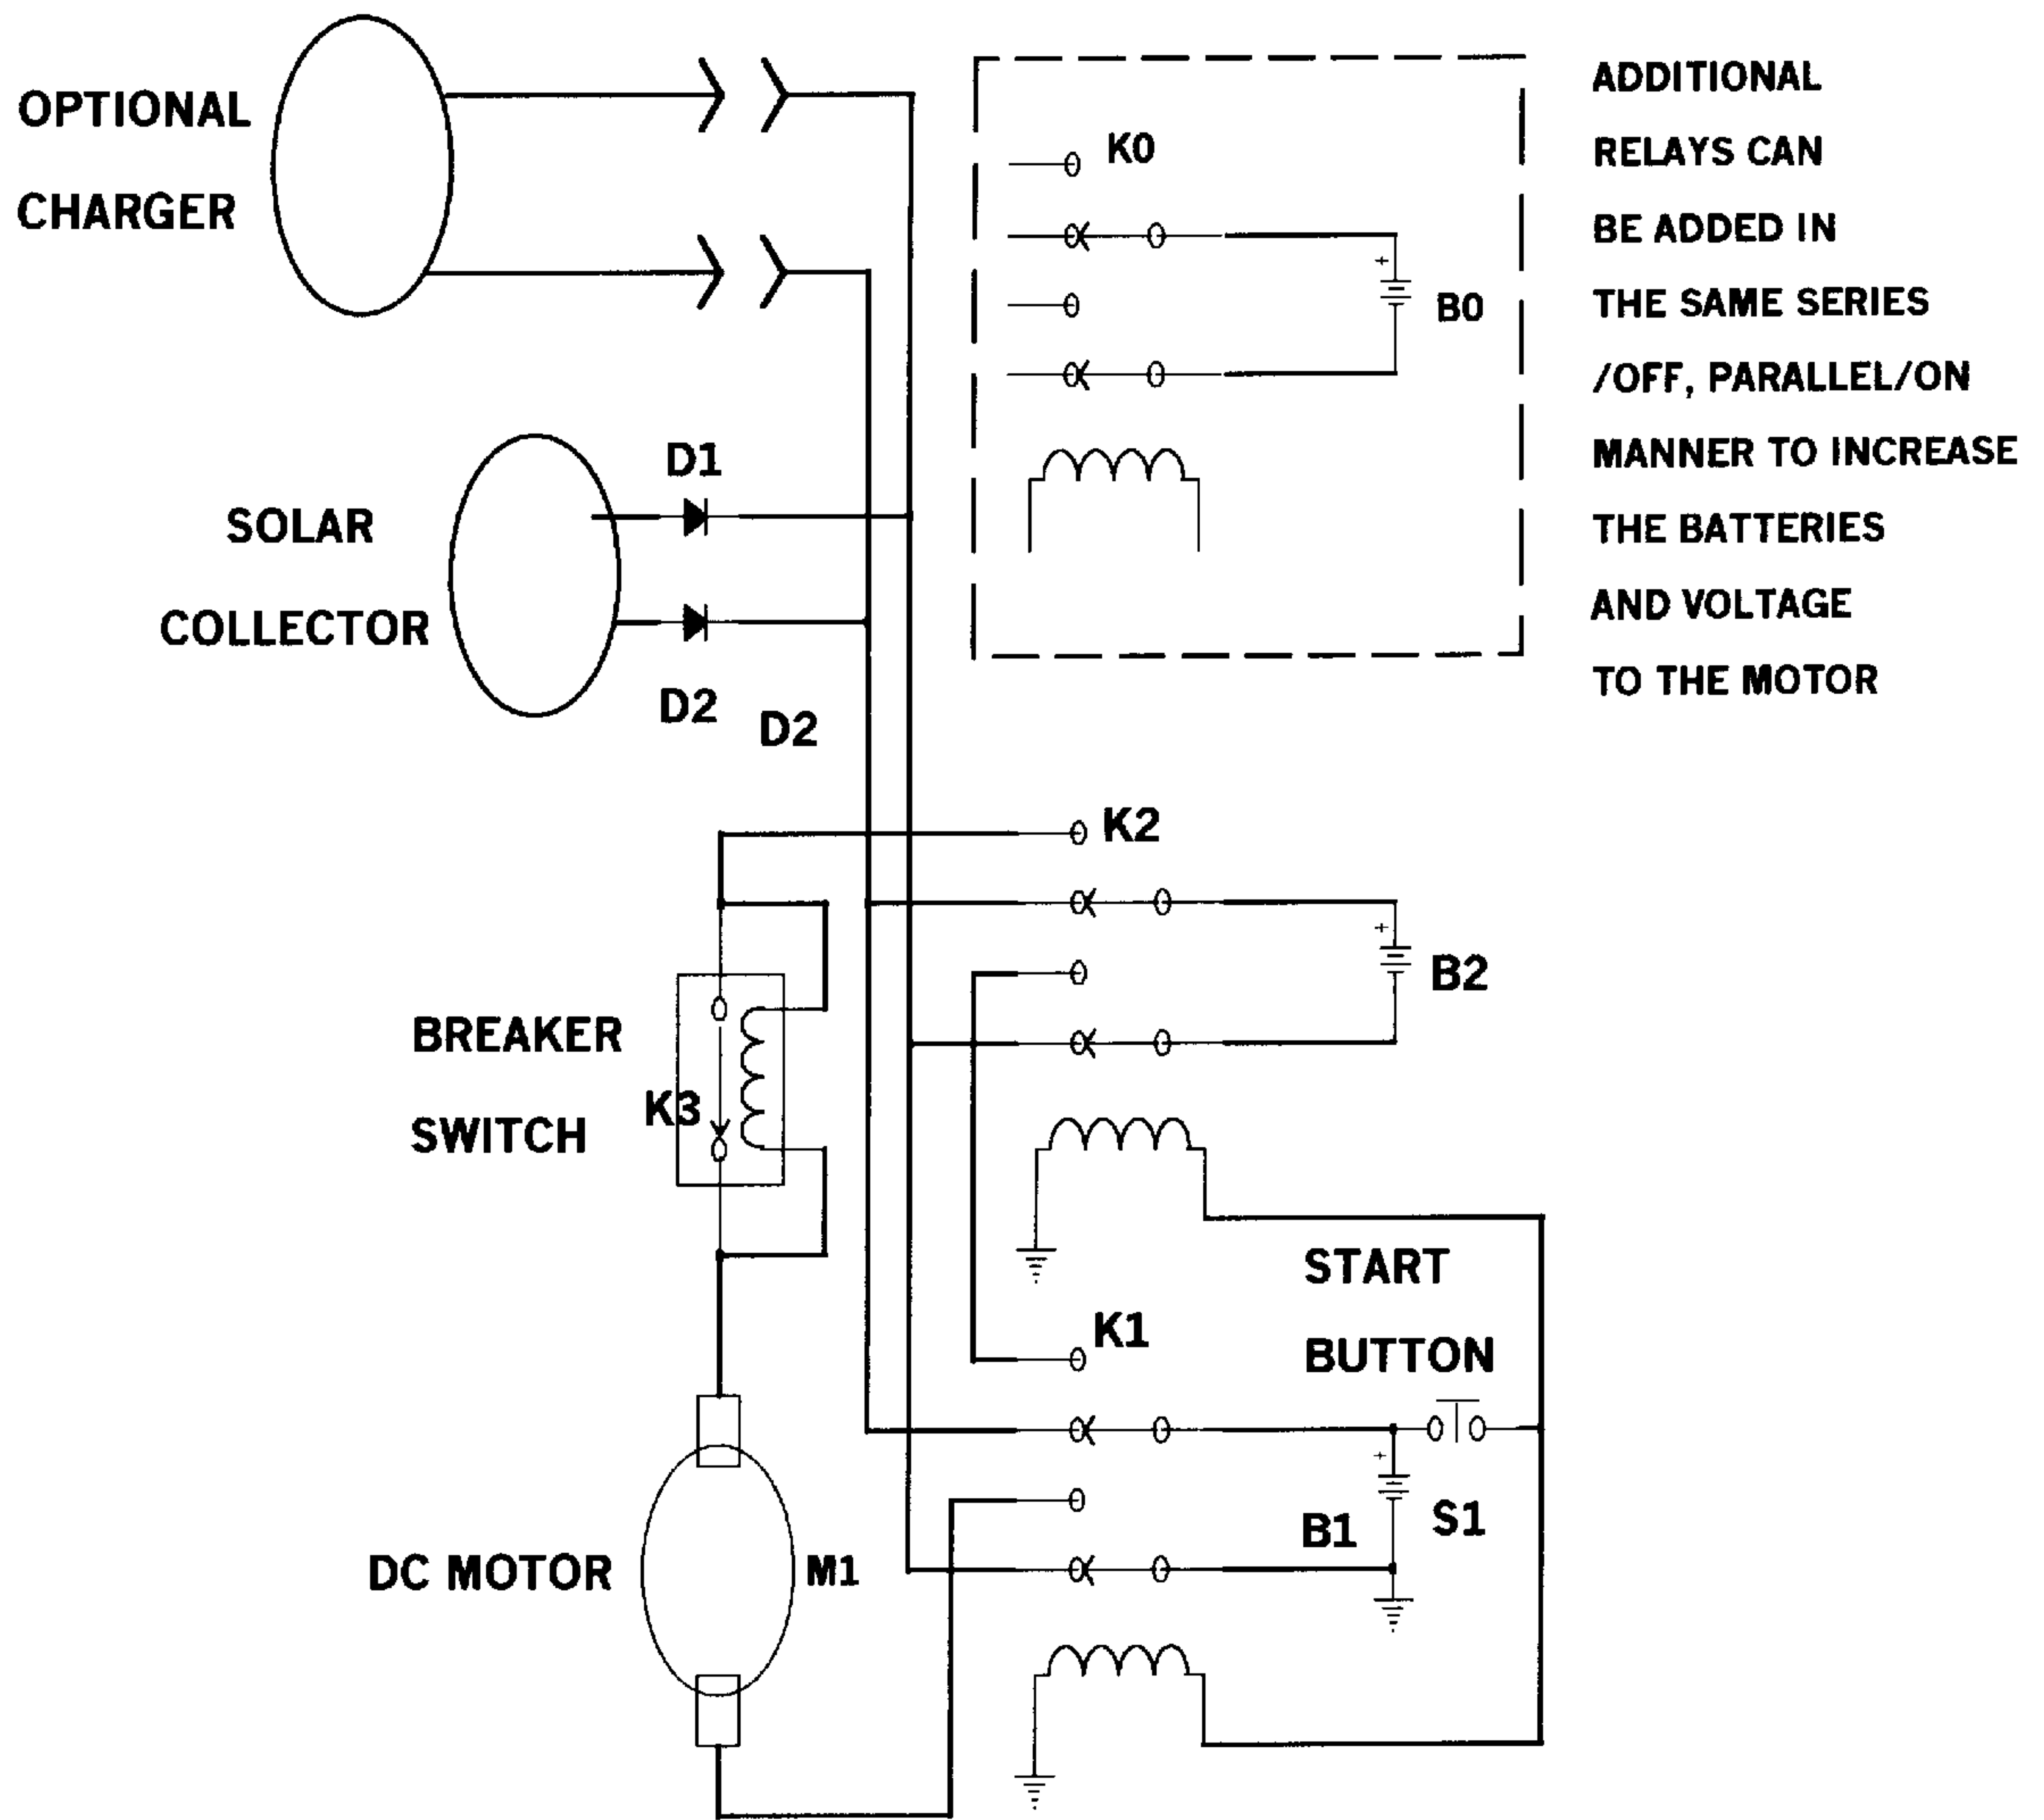 OPTIONAL
CHARGER
K0
+
B0
ADDITIONAL
RELAYS CAN
BE ADDED IN
THE SAME SERIES
/OFF, PARALLEL/ON
MANNER TO INCREASE
THE BATTERIES
AND VOLTAGE
TO THE MOTOR
SOLAR
COLLECTOR
D1
D2
D2
K2
+
B2
BREAKER
SWITCH
K3
START
BUTTON
K1
+
B1
S1
DC MOTOR
M1